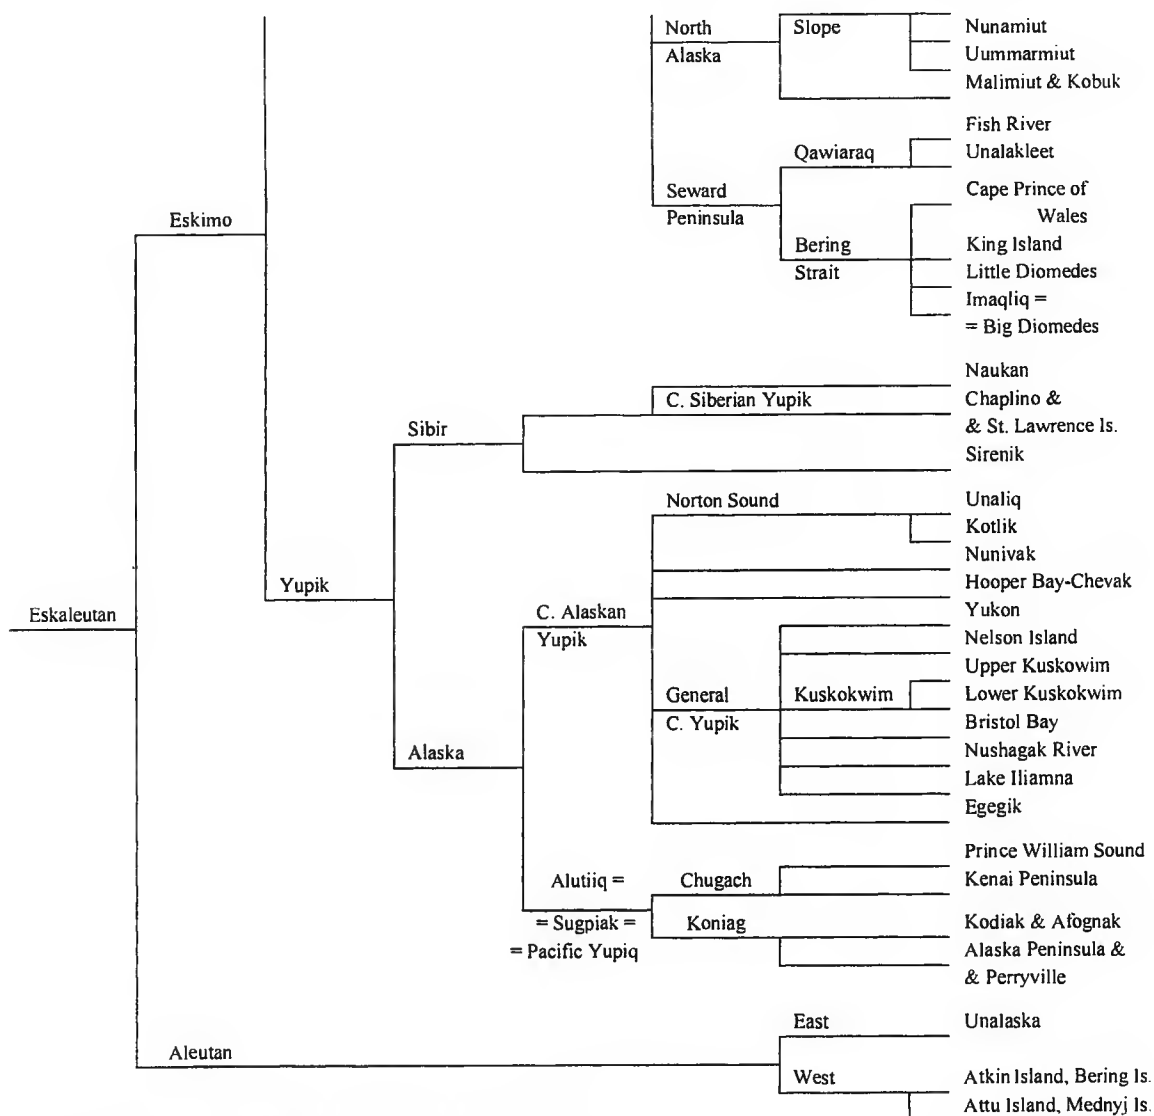 North Slope Nunamiut
Alaska Uummarmiut
Malimiut & Kobuk
Fish River
Qawiaraq Unalakleet
Seward Cape Prince of
Eskimo Peninsula Wales
Bering King Island
Strait Little Diomedes
Imaqliq =
= Big Diomedes
Naukan
C. Siberian Yupik Chaplino &
Sibir & St. Lawrence Is.
Sirenik
Norton Sound Unaliq
Kotlik
Nunivak
Yupik Hooper Bay-Chevak
Eskaleutan C. Alaskan Yukon
Yupik Nelson Island
Upper Kuskowim
General Kuskokwim Lower Kuskokwim
C. Yupik Bristol Bay
Alaska Nushagak River
Lake Iliamna
Egegik
Prince William Sound
Alutiiq = Chugach Kenai Peninsula
= Sugpiak = Koniag Kodiak & Afognak
= Pacific Yupiq Alaska Peninsula &
& Perryville
East Unalaska
Aleutan
West Atkin Island, Bering Is.
Attu Island, Mednyj Is.